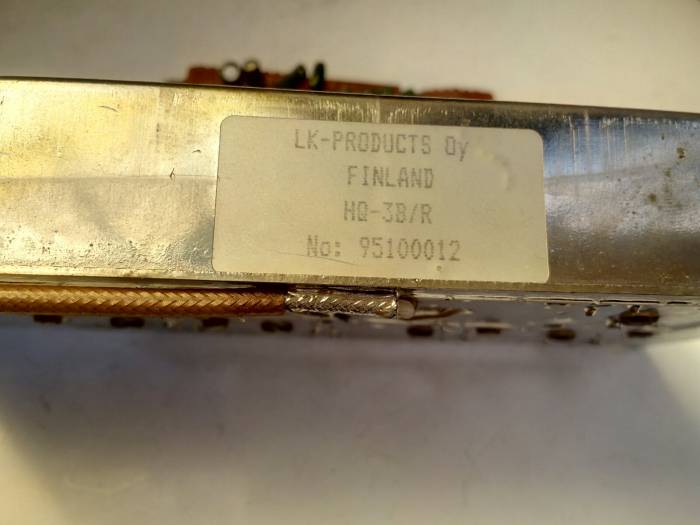 LK-PRODUCTS Oy
FINLAND
HQ-3B/R
No: 95100012